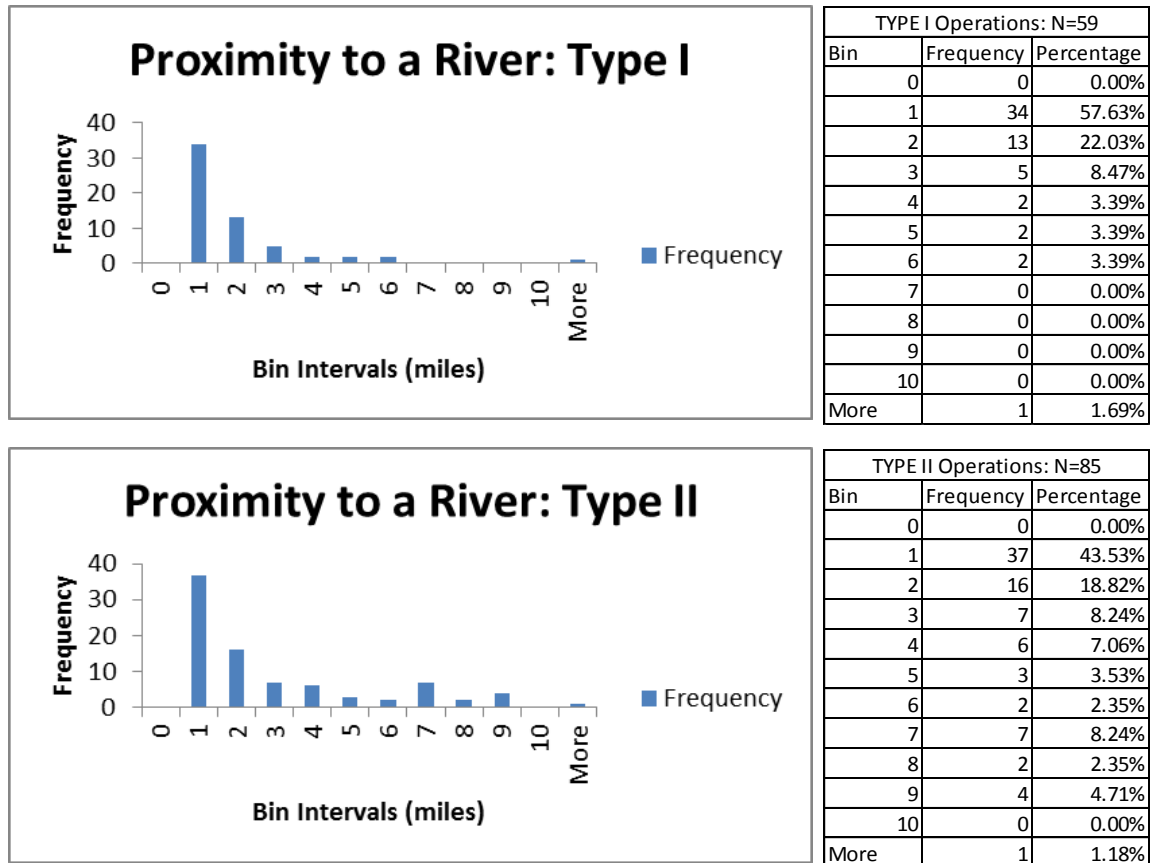 Proximity to a River: Type I
Frequency
40
30
20
10
0
0 1 2 3 4 5 6 7 8 9 10 More
Bin Intervals (miles)
Frequency
TYPE I Operations: N=59
Bin Frequency Percentage
0 0 0.00%
1 34 57.63%
2 13 22.03%
3 5 8.47%
4 2 3.39%
5 2 3.39%
6 2 3.39%
7 0 0.00%
8 0 0.00%
9 0 0.00%
10 0 0.00%
More 1 1.69%
Proximity to a River: Type II
Frequency
40
30
20
10
0
0 1 2 3 4 5 6 7 8 9 10 More
Bin Intervals (miles)
Frequency
TYPE II Operations: N=85
Bin Frequency Percentage
0 0 0.00%
1 37 43.53%
2 16 18.82%
3 7 8.24%
4 6 7.06%
5 3 3.53%
6 2 2.35%
7 7 8.24%
8 2 2.35%
9 4 4.71%
10 0 0.00%
More 1 1.18%